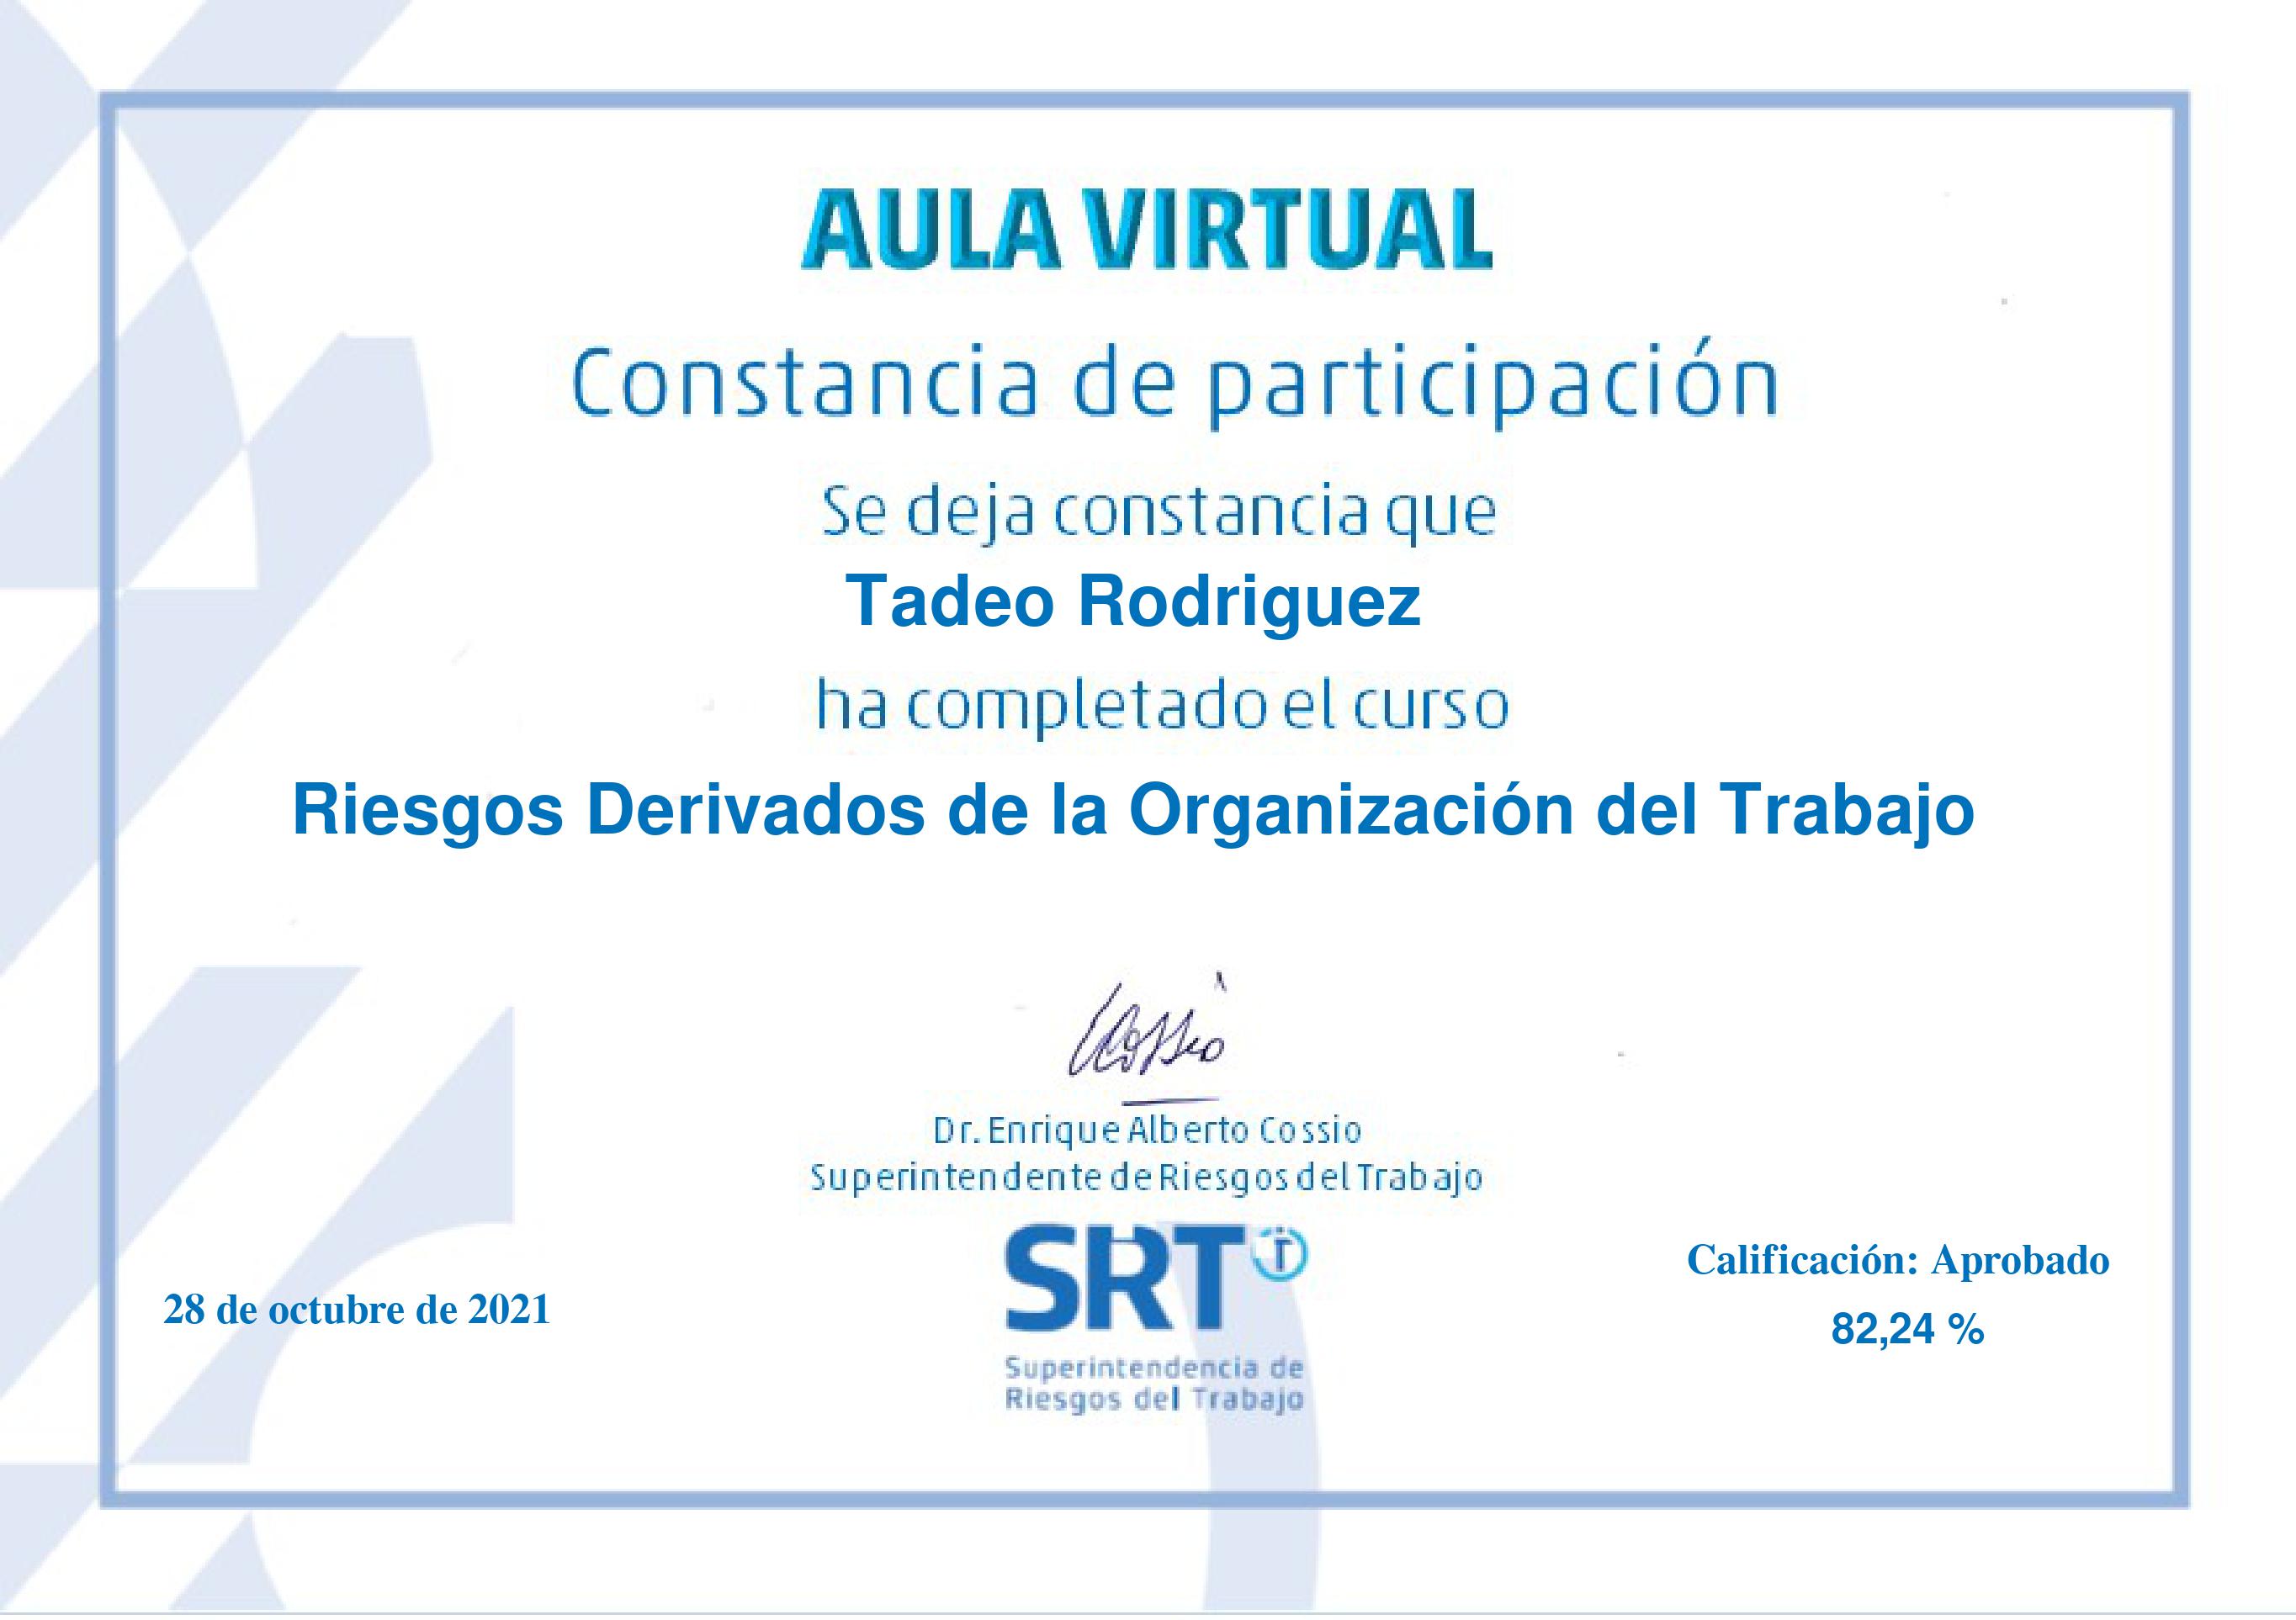 AULA VIRTUAL
Constancia de participación
Se deja constancia que
Tadeo Rodriguez
ha completado el curso
Riesgos Derivados de la Organización del Trabajo
Cossio
Dr. Enrique Alberto Cossio
Superintendente de Riesgos del Trabajo
SRT
Superintendencia de
Riesgos del Trabajo
28 de octubre de 2021
Calificación: Aprobado
82,24 %